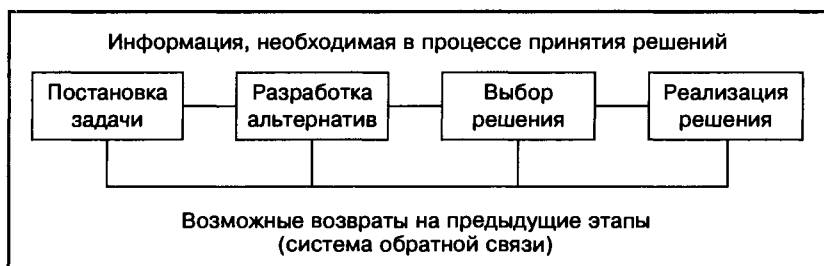 Информация, необходимая в процессе принятия решений
Постановка
задачи
Разработка
альтернатив
Выбор
решения
Реализация
решения
Возможные возвраты на предыдущие этапы
(система обратной связи)